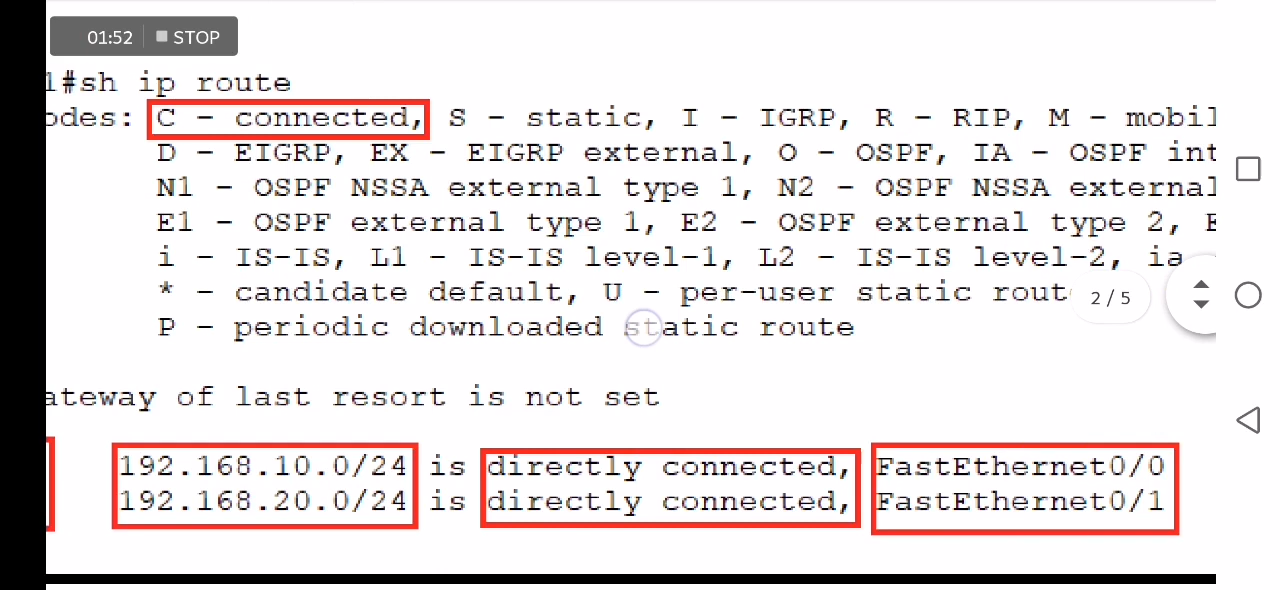 01:52 STOP
1#sh ip route
odes: C - connected, S - static, I - IGRP, R - RIP, M - mobil
D - EIGRP, EX - EIGRP external, O - OSPF, IA - OSPF int
N1 - OSPF NSSA external type 1, N2 - OSPF NSSA external
E1 - OSPF external type 1, E2 - OSPF external type 2, E
i - IS-IS, L1 - IS-IS level-1, L2 - IS-IS level-2, ia
* - candidate default, U - per-user static rout
2 / 5
P - periodic downloaded static route
ateway of last resort is not set
192.168.10.0/24 is directly connected, FastEthernet0/0
192.168.20.0/24 is directly connected, FastEthernet0/1